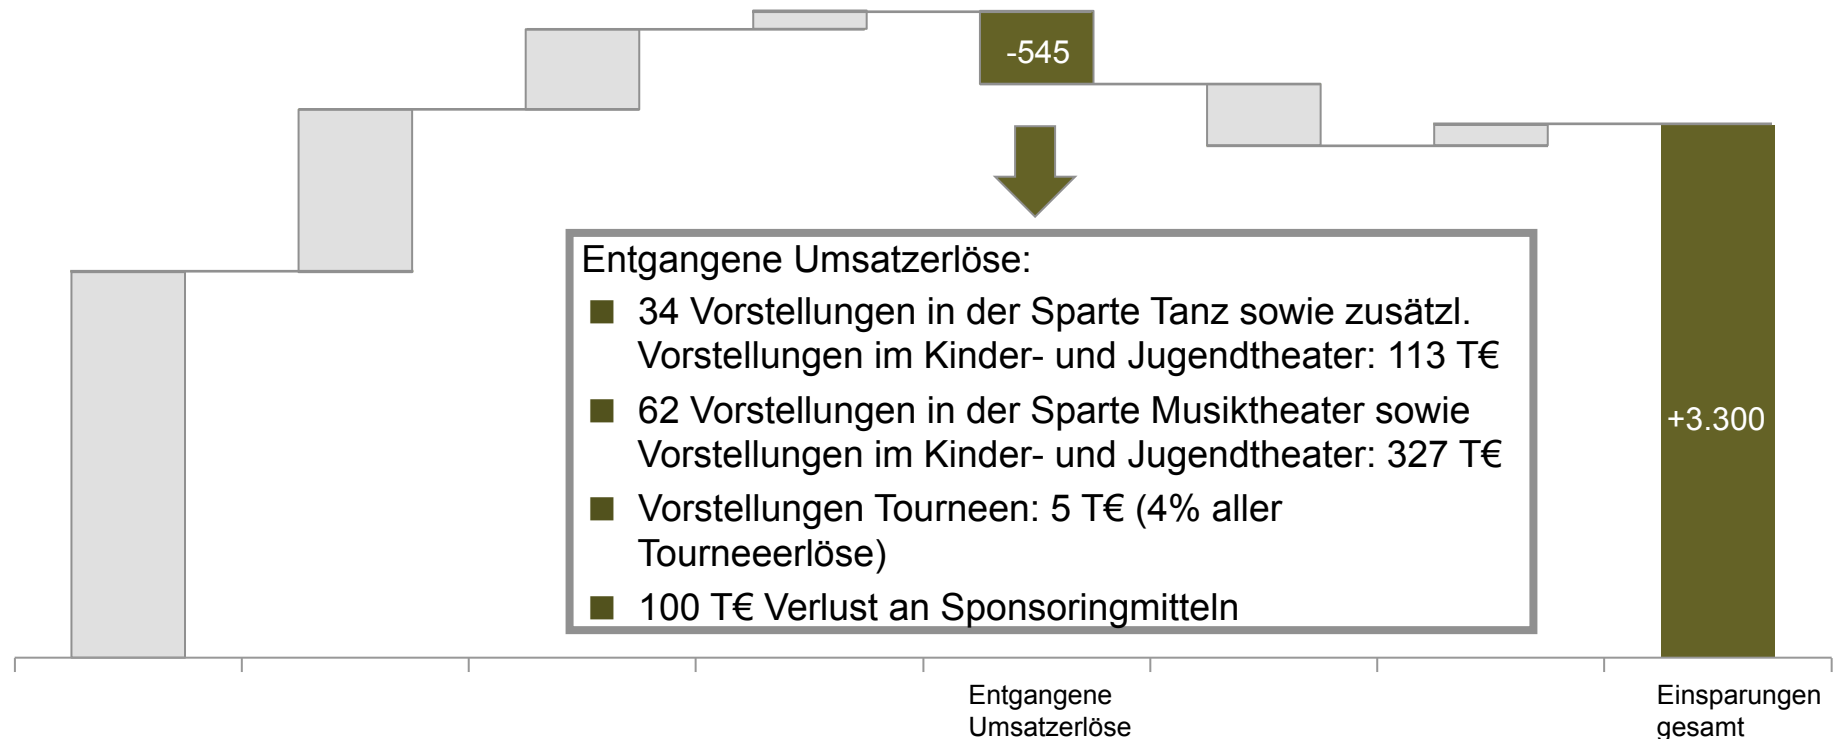 -545
Entgangene Umsatzerlöse:
■ 34 Vorstellungen in der Sparte Tanz sowie zusätzl.
Vorstellungen im Kinder- und Jugendtheater: 113 T€
■ 62 Vorstellungen in der Sparte Musiktheater sowie
Vorstellungen im Kinder- und Jugendtheater: 327 T€
■ Vorstellungen Tourneen: 5 T€ (4% aller
Tourneeerlöse)
■ 100 T€ Verlust an Sponsoringmitteln
+3.300
Entgangene
Umsatzerlöse
Einsparungen
gesamt